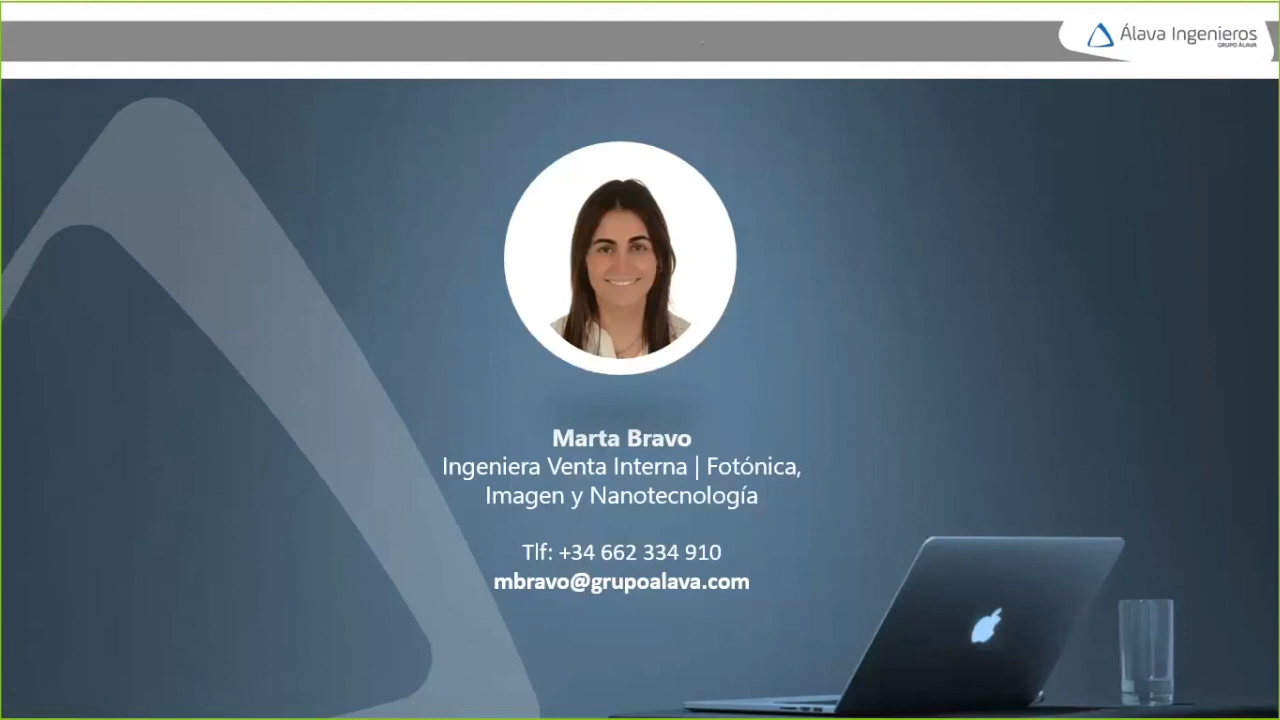 Álava Ingenieros
GRUPO ÁLAVA
Marta Bravo
Ingeniera Venta Interna | Fotónica,
Imagen y Nanotecnología
Tlf: +34 662 334 910
mbravo@grupoalava.com